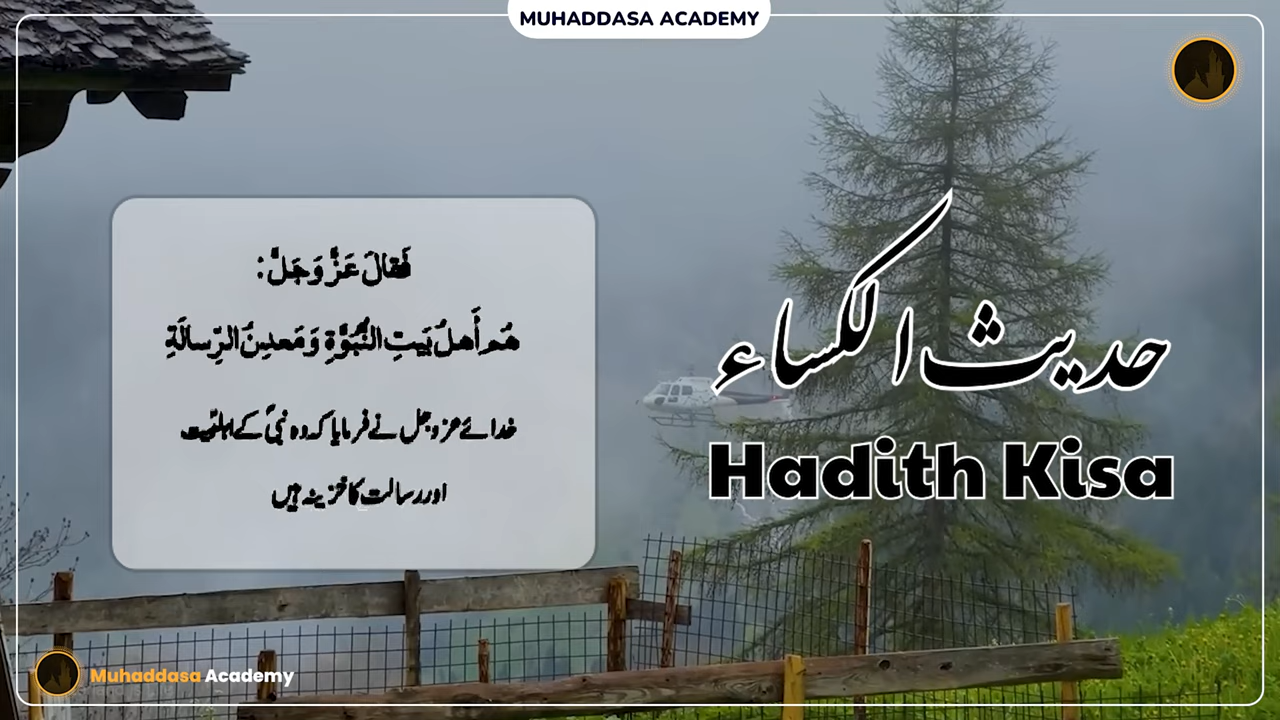 MUHADDASA ACADEMY
فَقالَ عَزَّ وَجَلَّ:
هُم أَهلُ بَيتِ النُّبُوَّةِ وَ مَعدِنُ الرِّسالَةِ
خدائے عزوجل نے فرمایا کہ وہ نبیؐ کے اہلبیت
اور رسالت کا خزینہ ہیں
حدیث الکساء
Hadith Kisa
Muhaddasa Academy